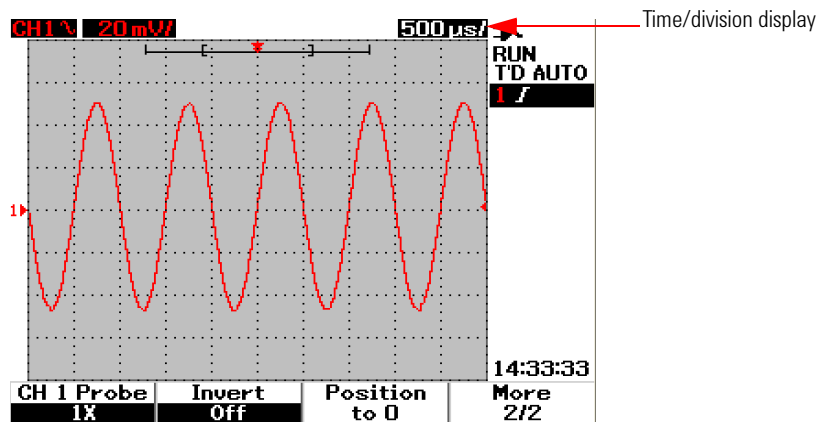 CH1 20 mV/ 500 µs/
Time/division display
RUN
T'D AUTO
1
1
14:33:33
CH 1 Probe Invert Position More
1X Off to 0 2/2